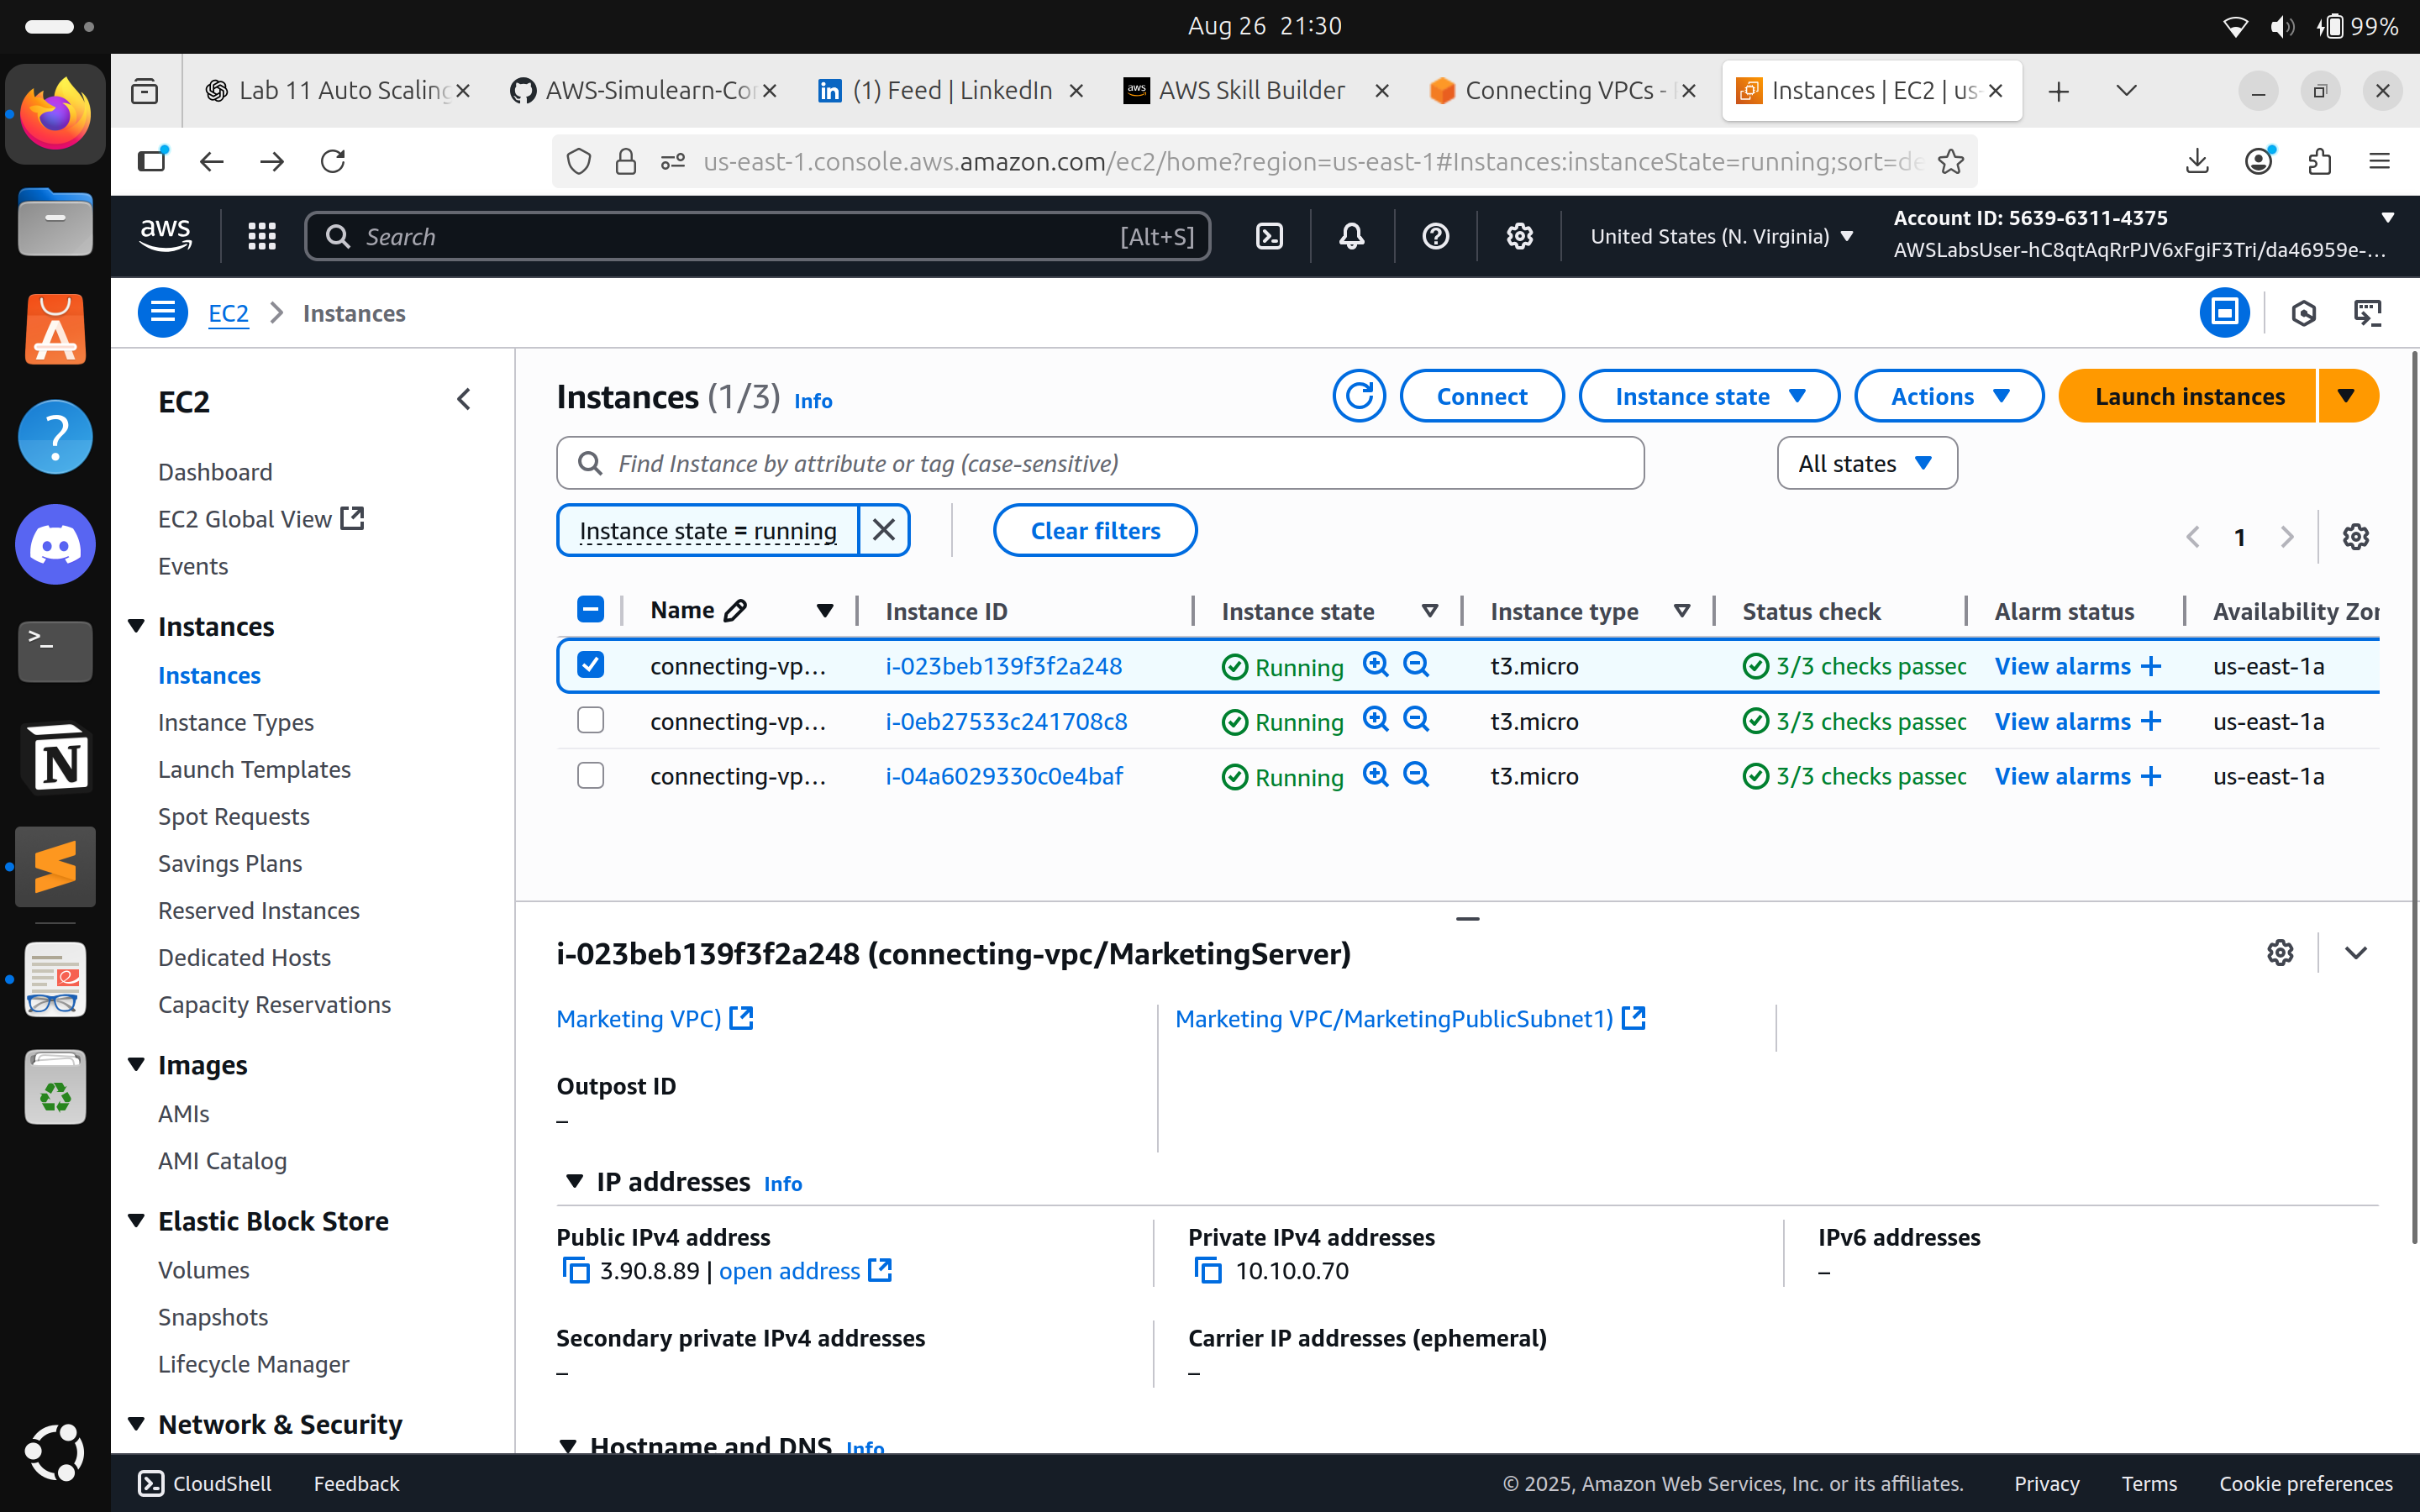 Aug 26 21:30
99%
Lab 11 Auto Scaling
AWS-Simulearn-Co
(1) Feed | LinkedIn
AWS Skill Builder
Connecting VPCs -
Instances | EC2 | us-
us-east-1.console.aws.amazon.com/ec2/home?region=us-east-1#Instances:instanceState=running;sort=de
aws
Search
[Alt+S]
United States (N. Virginia)
Account ID: 5639-6311-4375
AWSLabsUser-hC8qtAqRrPJV6xFgiF3Tri/da46959e-...
EC2
Instances
EC2
Dashboard
EC2 Global View
Events
Instances
Instances
Instance Types
Launch Templates
Spot Requests
Savings Plans
Reserved Instances
Dedicated Hosts
Capacity Reservations
Images
AMIs
AMI Catalog
Elastic Block Store
Volumes
Snapshots
Lifecycle Manager
Network & Security
Instances (1/3) Info
Connect
Instance state
Actions
Launch instances
Find Instance by attribute or tag (case-sensitive)
All states
Instance state = running
Clear filters
1
Name Instance ID Instance state Instance type Status check Alarm status Availability Zon
connecting-vp... i-023beb139f3f2a248 Running t3.micro 3/3 checks passed View alarms + us-east-1a
connecting-vp... i-0eb27533c241708c8 Running t3.micro 3/3 checks passed View alarms + us-east-1a
connecting-vp... i-04a6029330c0e4baf Running t3.micro 3/3 checks passed View alarms + us-east-1a
i-023beb139f3f2a248 (connecting-vpc/MarketingServer)
Marketing VPC)
Marketing VPC/MarketingPublicSubnet1)
Outpost ID
–
IP addresses Info
Public IPv4 address
3.90.8.89 | open address
Private IPv4 addresses
10.10.0.70
IPv6 addresses
–
Secondary private IPv4 addresses
–
Carrier IP addresses (ephemeral)
–
Hostname and DNS Info
CloudShell
Feedback
© 2025, Amazon Web Services, Inc. or its affiliates.
Privacy
Terms
Cookie preferences